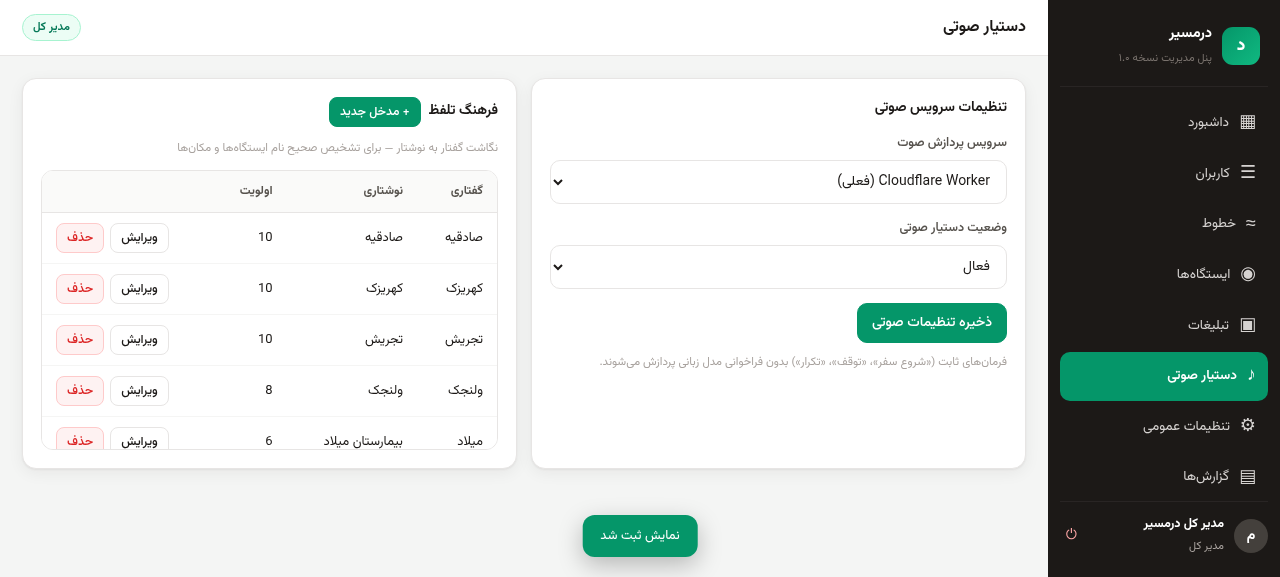 د
درمسیر
پنل مدیریت نسخه ۱.۰
داشبورد
کاربران
خطوط
ایستگاه‌ها
تبلیغات
دستیار صوتی
تنظیمات عمومی
گزارش‌ها
م
مدیر کل درمسیر
مدیر کل
دستیار صوتی
مدیر کل
تنظیمات سرویس صوتی
سرویس پردازش صوت
Cloudflare Worker (فعلی)
وضعیت دستیار صوتی
فعال
ذخیره تنظیمات صوتی
فرمان‌های ثابت («شروع سفر»، «توقف»، «تکرار») بدون فراخوانی مدل زبانی پردازش می‌شوند.
فرهنگ تلفظ
+ مدخل جدید
نگاشت گفتار به نوشتار — برای تشخیص صحیح نام ایستگاه‌ها و مکان‌ها
گفتاری نوشتاری اولویت
صادقیه صادقیه 10 ویرایش حذف
کهریزک کهریزک 10 ویرایش حذف
تجریش تجریش 10 ویرایش حذف
ولنجک ولنجک 8 ویرایش حذف
میلاد بیمارستان میلاد 6 ویرایش حذف
نمایش ثبت شد